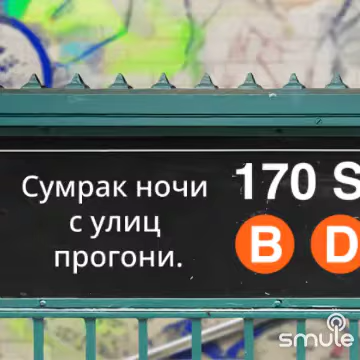 Сумрак ночи
с улиц
прогони.
170 S
B D
smule